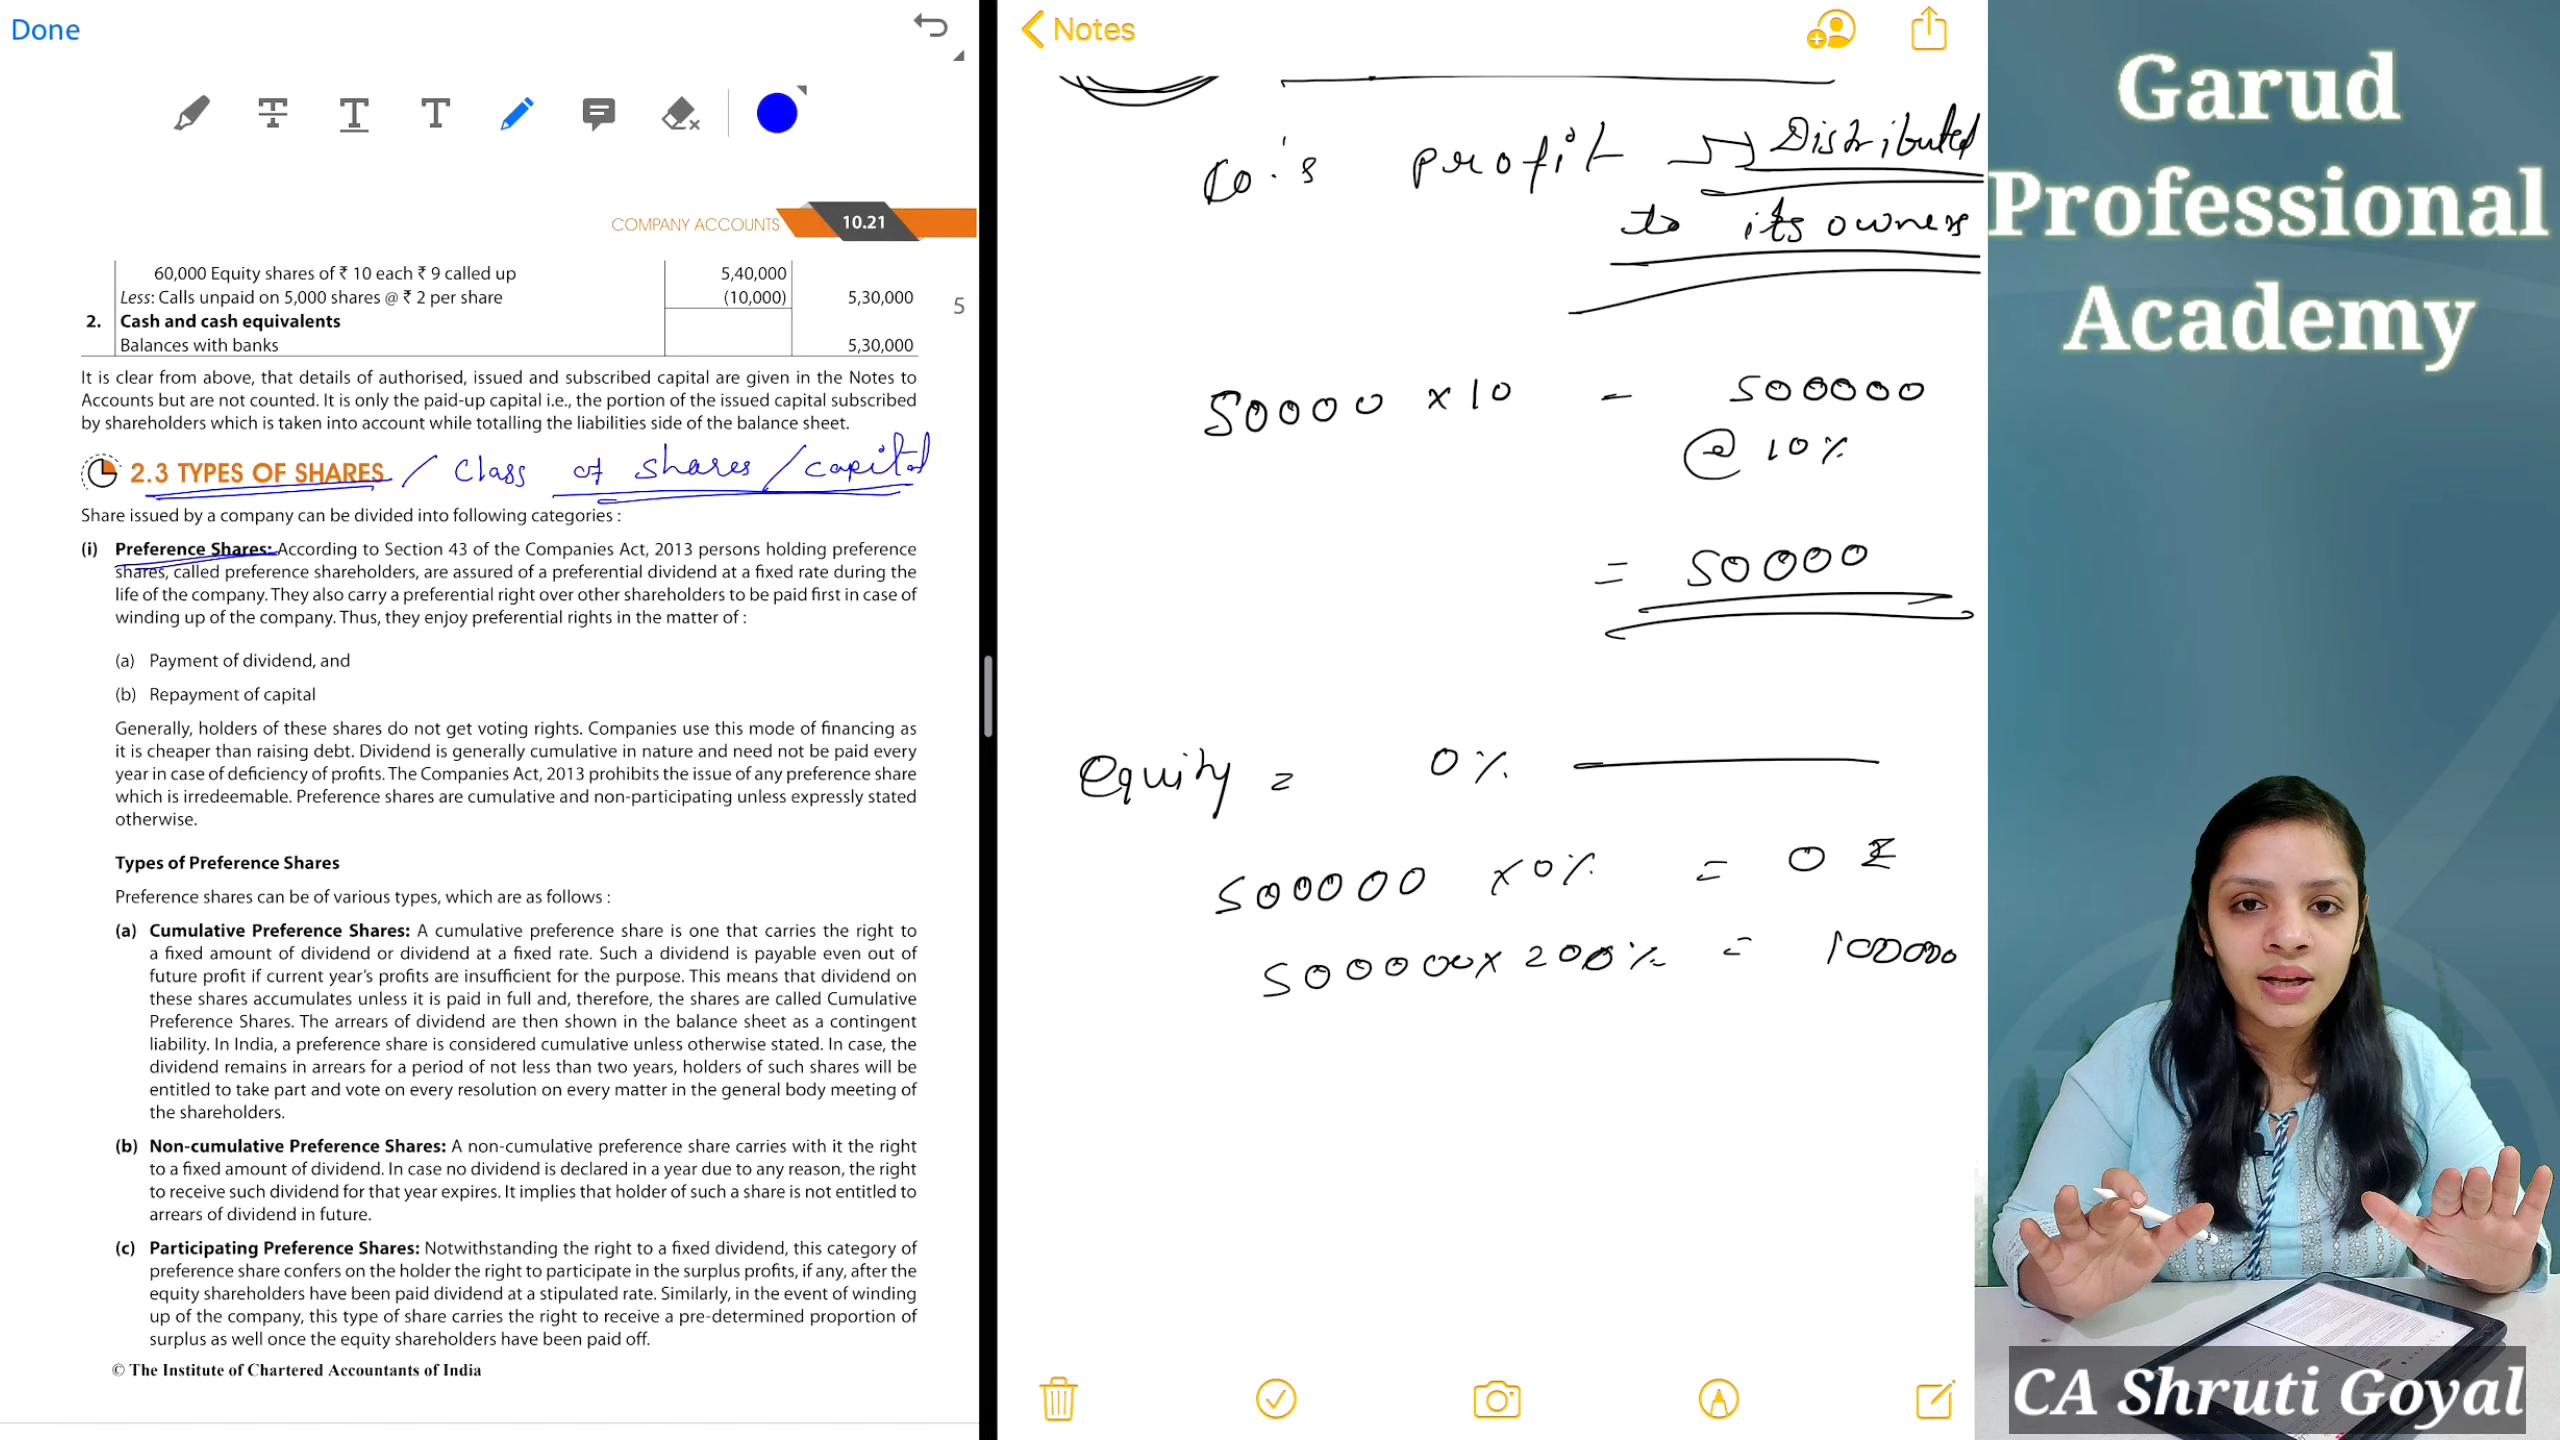 Done
COMPANY ACCOUNTS 10.21
60,000 Equity shares of ₹ 10 each ₹ 9 called up 5,40,000
Less: Calls unpaid on 5,000 shares @ ₹ 2 per share (10,000) 5,30,000 5
2. Cash and cash equivalents
Balances with banks 5,30,000
It is clear from above, that details of authorised, issued and subscribed capital are given in the Notes to
Accounts but are not counted. It is only the paid-up capital i.e., the portion of the issued capital subscribed
by shareholders which is taken into account while totalling the liabilities side of the balance sheet.
2.3 TYPES OF SHARES / Class of shares / capital
Share issued by a company can be divided into following categories :
(i) Preference Shares: According to Section 43 of the Companies Act, 2013 persons holding preference
shares, called preference shareholders, are assured of a preferential dividend at a fixed rate during the
life of the company. They also carry a preferential right over other shareholders to be paid first in case of
winding up of the company. Thus, they enjoy preferential rights in the matter of :
(a) Payment of dividend, and
(b) Repayment of capital
Generally, holders of these shares do not get voting rights. Companies use this mode of financing as
it is cheaper than raising debt. Dividend is generally cumulative in nature and need not be paid every
year in case of deficiency of profits. The Companies Act, 2013 prohibits the issue of any preference share
which is irredeemable. Preference shares are cumulative and non-participating unless expressly stated
otherwise.
Types of Preference Shares
Preference shares can be of various types, which are as follows :
(a) Cumulative Preference Shares: A cumulative preference share is one that carries the right to
a fixed amount of dividend or dividend at a fixed rate. Such a dividend is payable even out of
future profit if current year's profits are insufficient for the purpose. This means that dividend on
these shares accumulates unless it is paid in full and, therefore, the shares are called Cumulative
Preference Shares. The arrears of dividend are then shown in the balance sheet as a contingent
liability. In India, a preference share is considered cumulative unless otherwise stated. In case, the
dividend remains in arrears for a period of not less than two years, holders of such shares will be
entitled to take part and vote on every resolution on every matter in the general body meeting of
the shareholders.
(b) Non-cumulative Preference Shares: A non-cumulative preference share carries with it the right
to a fixed amount of dividend. In case no dividend is declared in a year due to any reason, the right
to receive such dividend for that year expires. It implies that holder of such a share is not entitled to
arrears of dividend in future.
(c) Participating Preference Shares: Notwithstanding the right to a fixed dividend, this category of
preference share confers on the holder the right to participate in the surplus profits, if any, after the
equity shareholders have been paid dividend at a stipulated rate. Similarly, in the event of winding
up of the company, this type of share carries the right to receive a pre-determined proportion of
surplus as well once the equity shareholders have been paid off.
© The Institute of Chartered Accountants of India
Notes
Co.'s profit → Distributed
to its owners
50000 x 10 - 500000
@ 10%
= 50000
Equity = 0%
500000 x 0% = 0 ₹
500000 x 200% =
Garud
Professional
Academy
CA Shruti Goyal